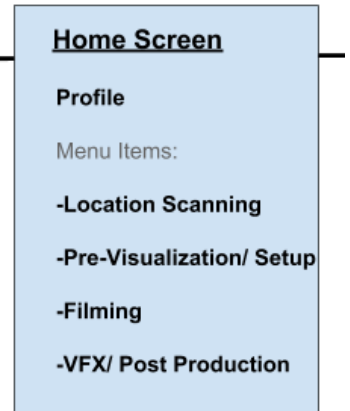 Home Screen
Profile
Menu Items:
-Location Scanning
-Pre-Visualization/ Setup
-Filming
-VFX/ Post Production